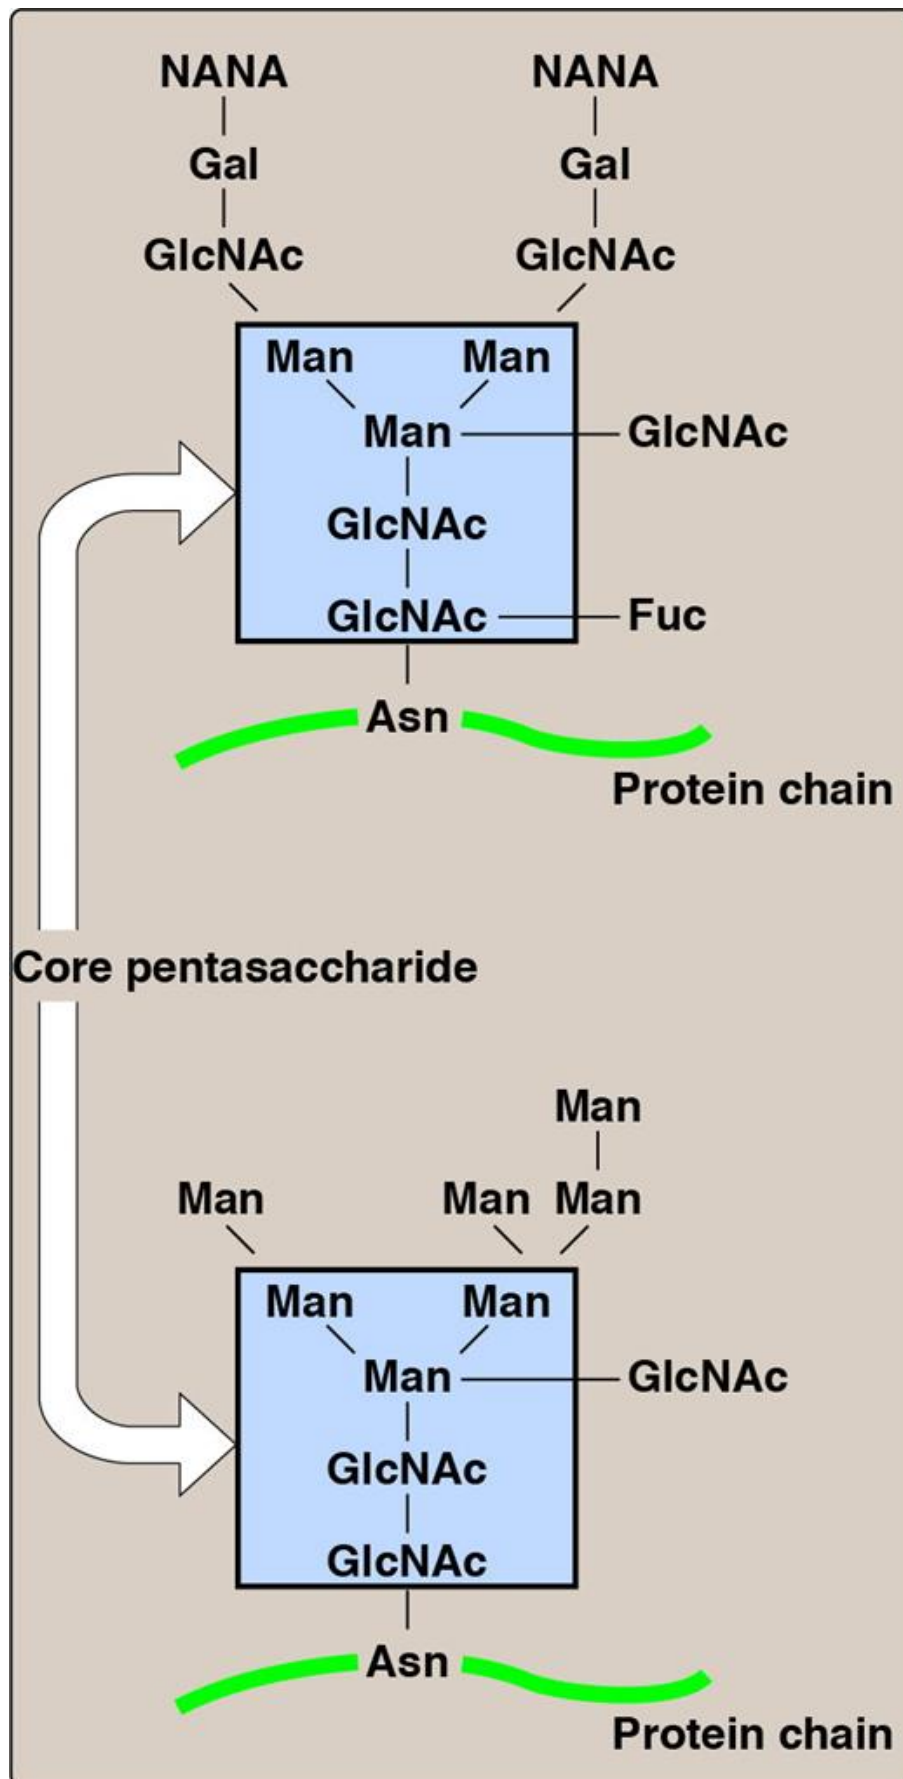 NANA NANA
Gal Gal
GlcNAc GlcNAc
Man Man
Man GlcNAc
GlcNAc
GlcNAc Fuc
Asn
Protein chain
Core pentasaccharide
Man
Man Man Man
Man Man
Man GlcNAc
GlcNAc
GlcNAc
Asn
Protein chain